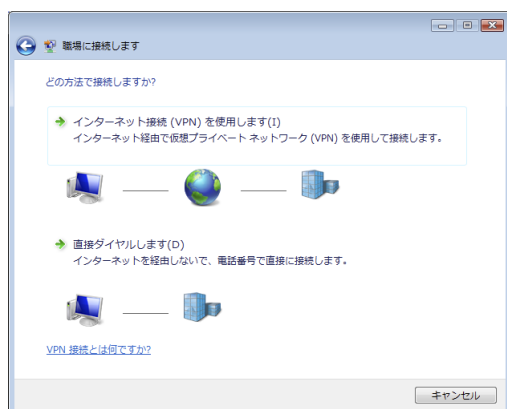 職場に接続します
どの方法で接続しますか?
インターネット接続 (VPN) を使用します(I)
インターネット経由で仮想プライベート ネットワーク (VPN) を使用して接続します。
直接ダイヤルします(D)
インターネットを経由しないで、電話番号で直接に接続します。
VPN 接続とは何ですか?
キャンセル